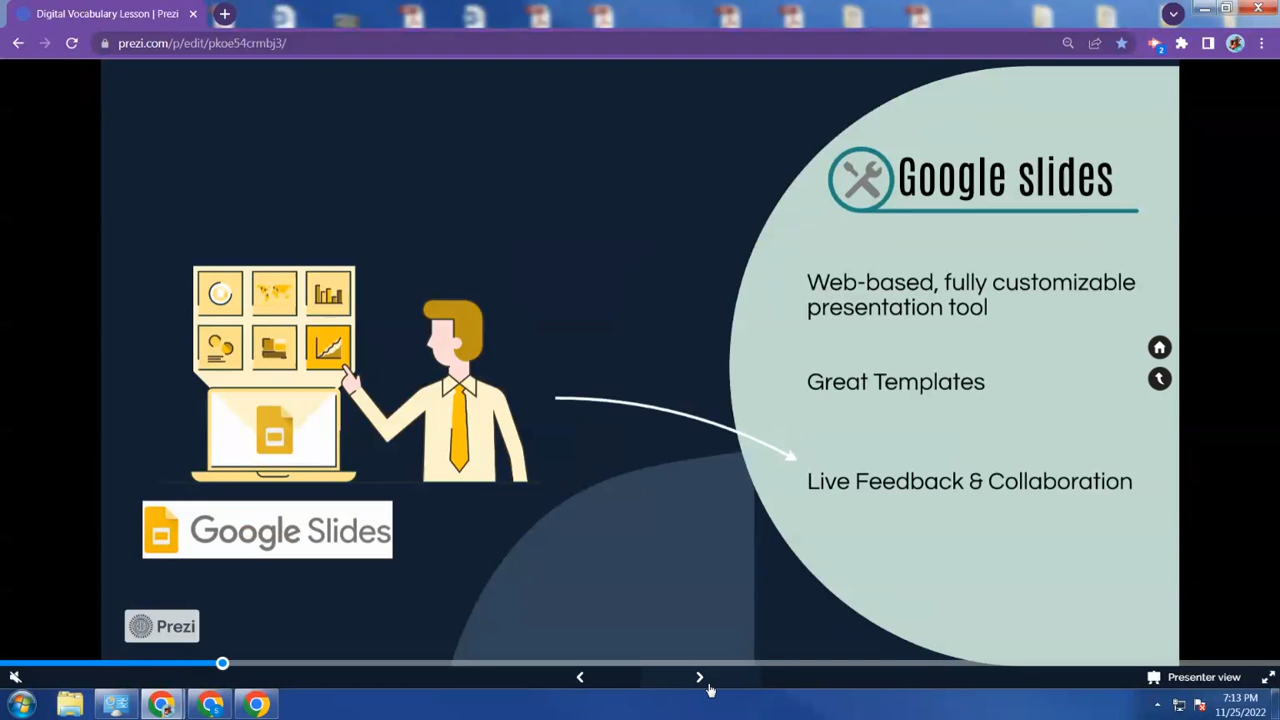 Digital Vocabulary Lesson | Prezi
prezi.com/p/edit/pkoe54crmbj3/
2
Google slides
Web-based, fully customizable
presentation tool
Great Templates
Live Feedback & Collaboration
Google Slides
Prezi
Presenter view
S
7:13 PM
11/25/2022